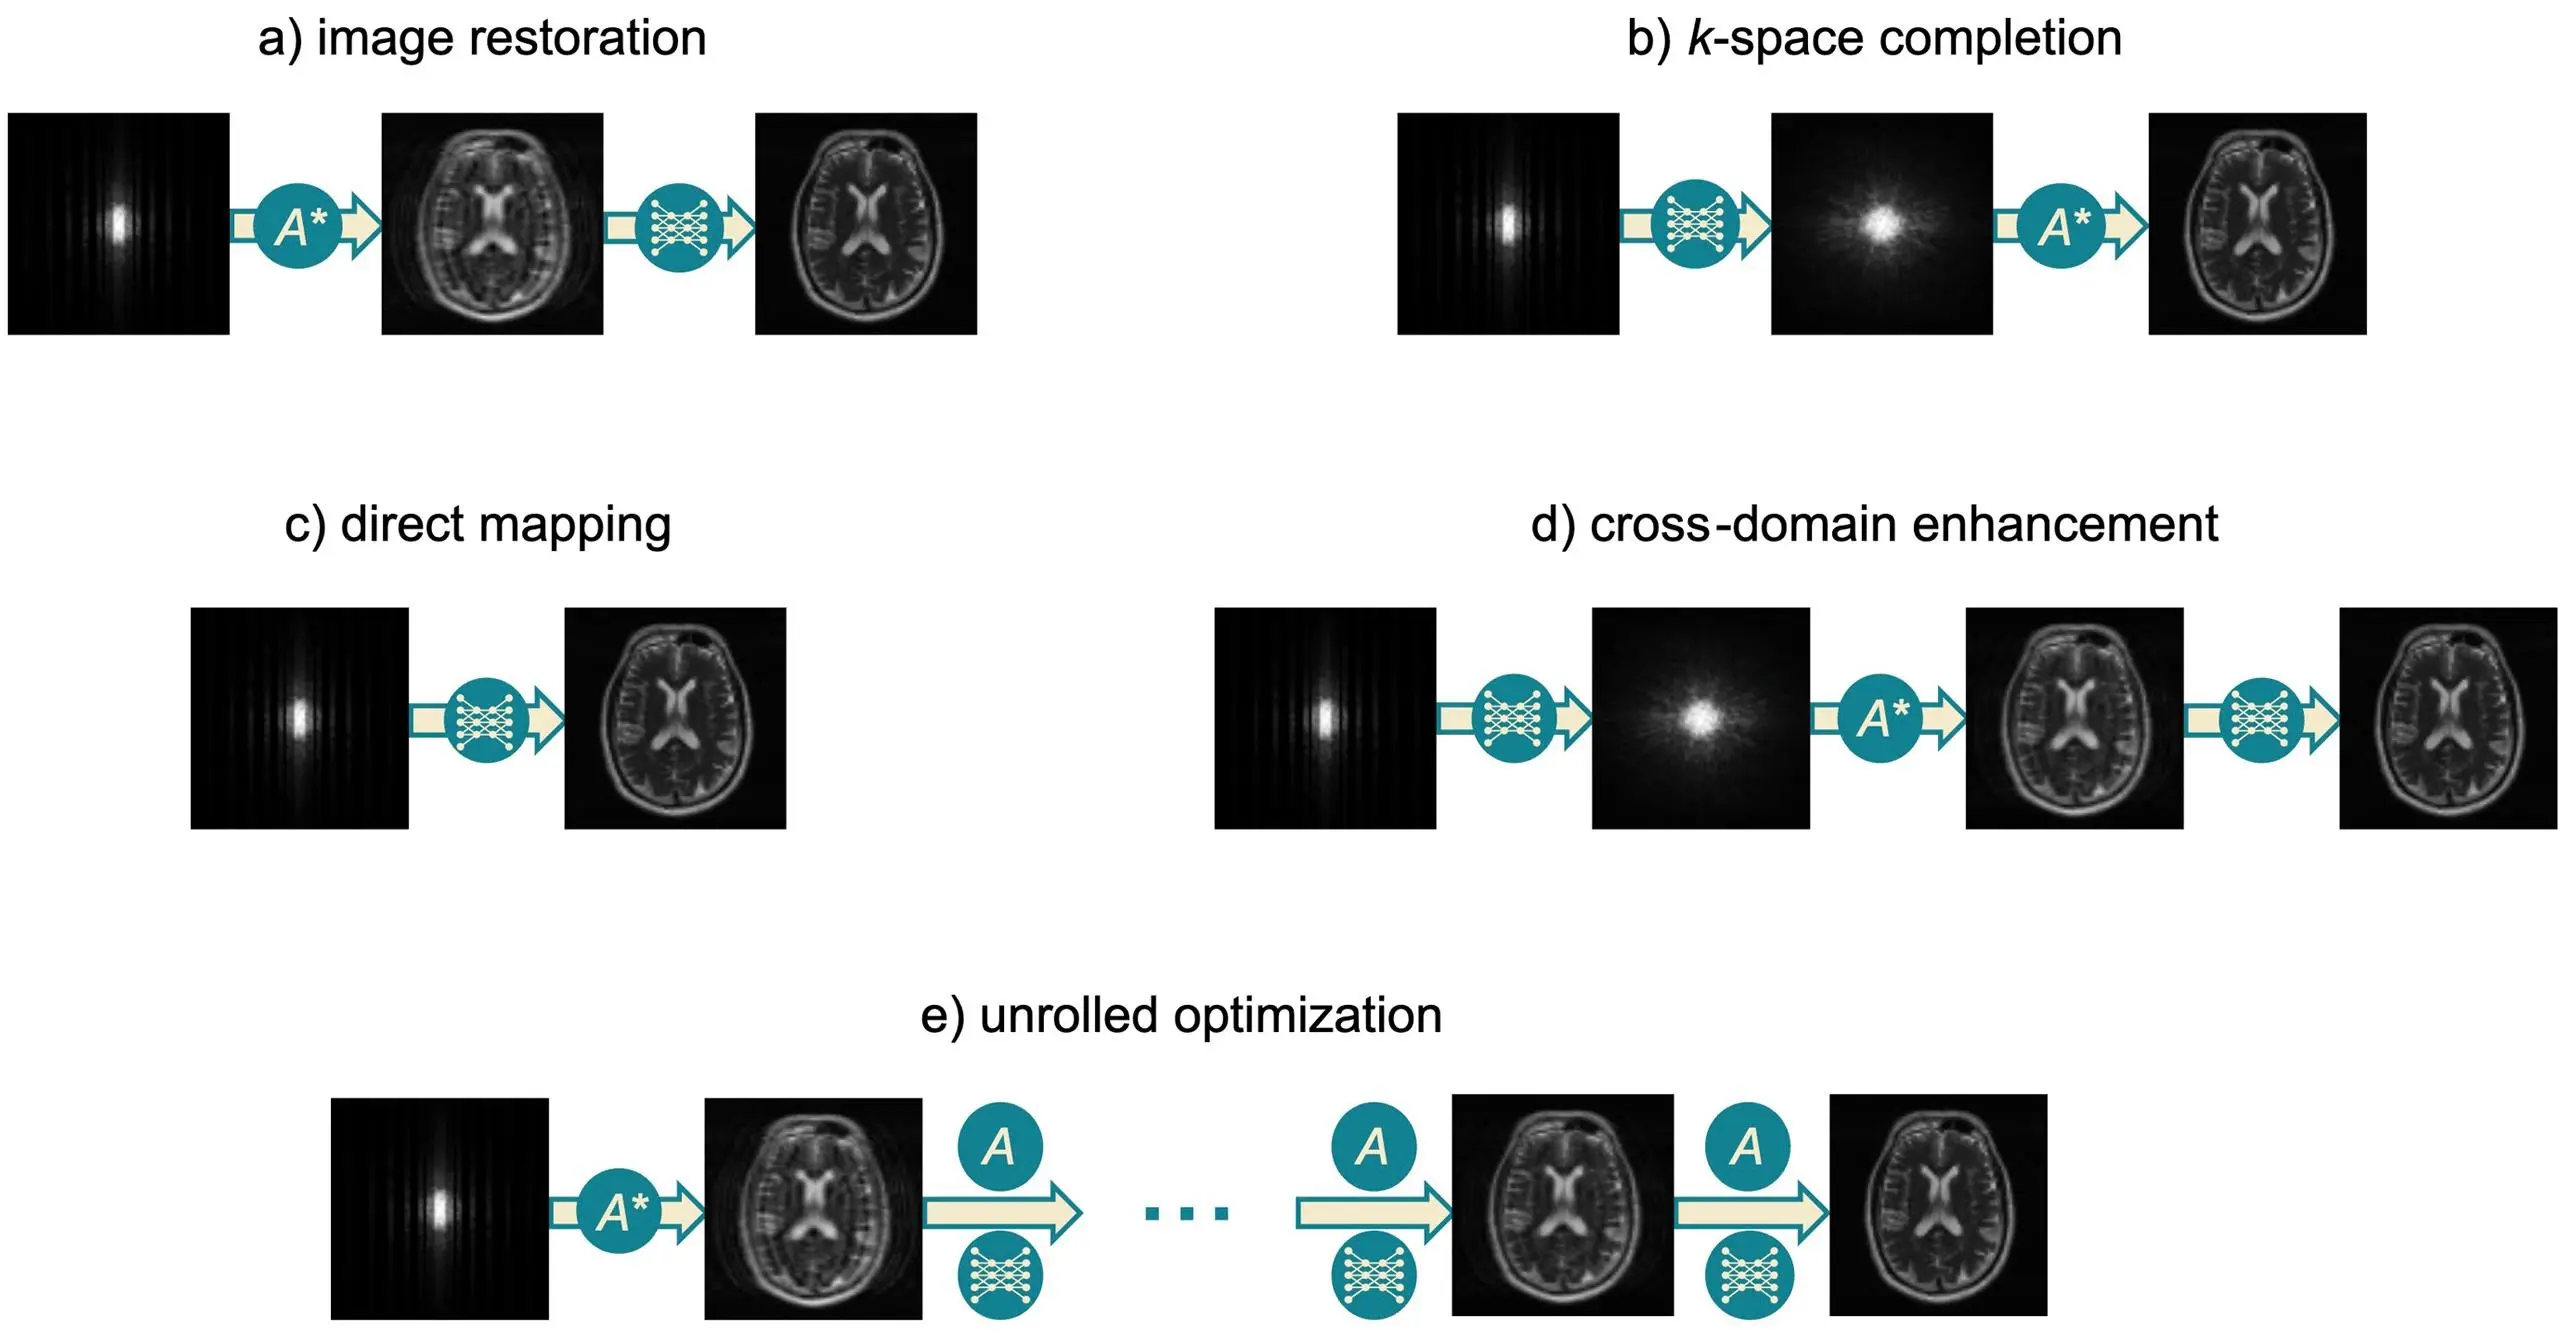 a) image restoration
b) k-space completion
A*
A*
c) direct mapping
d) cross-domain enhancement
A*
e) unrolled optimization
A*
A
...
A
A